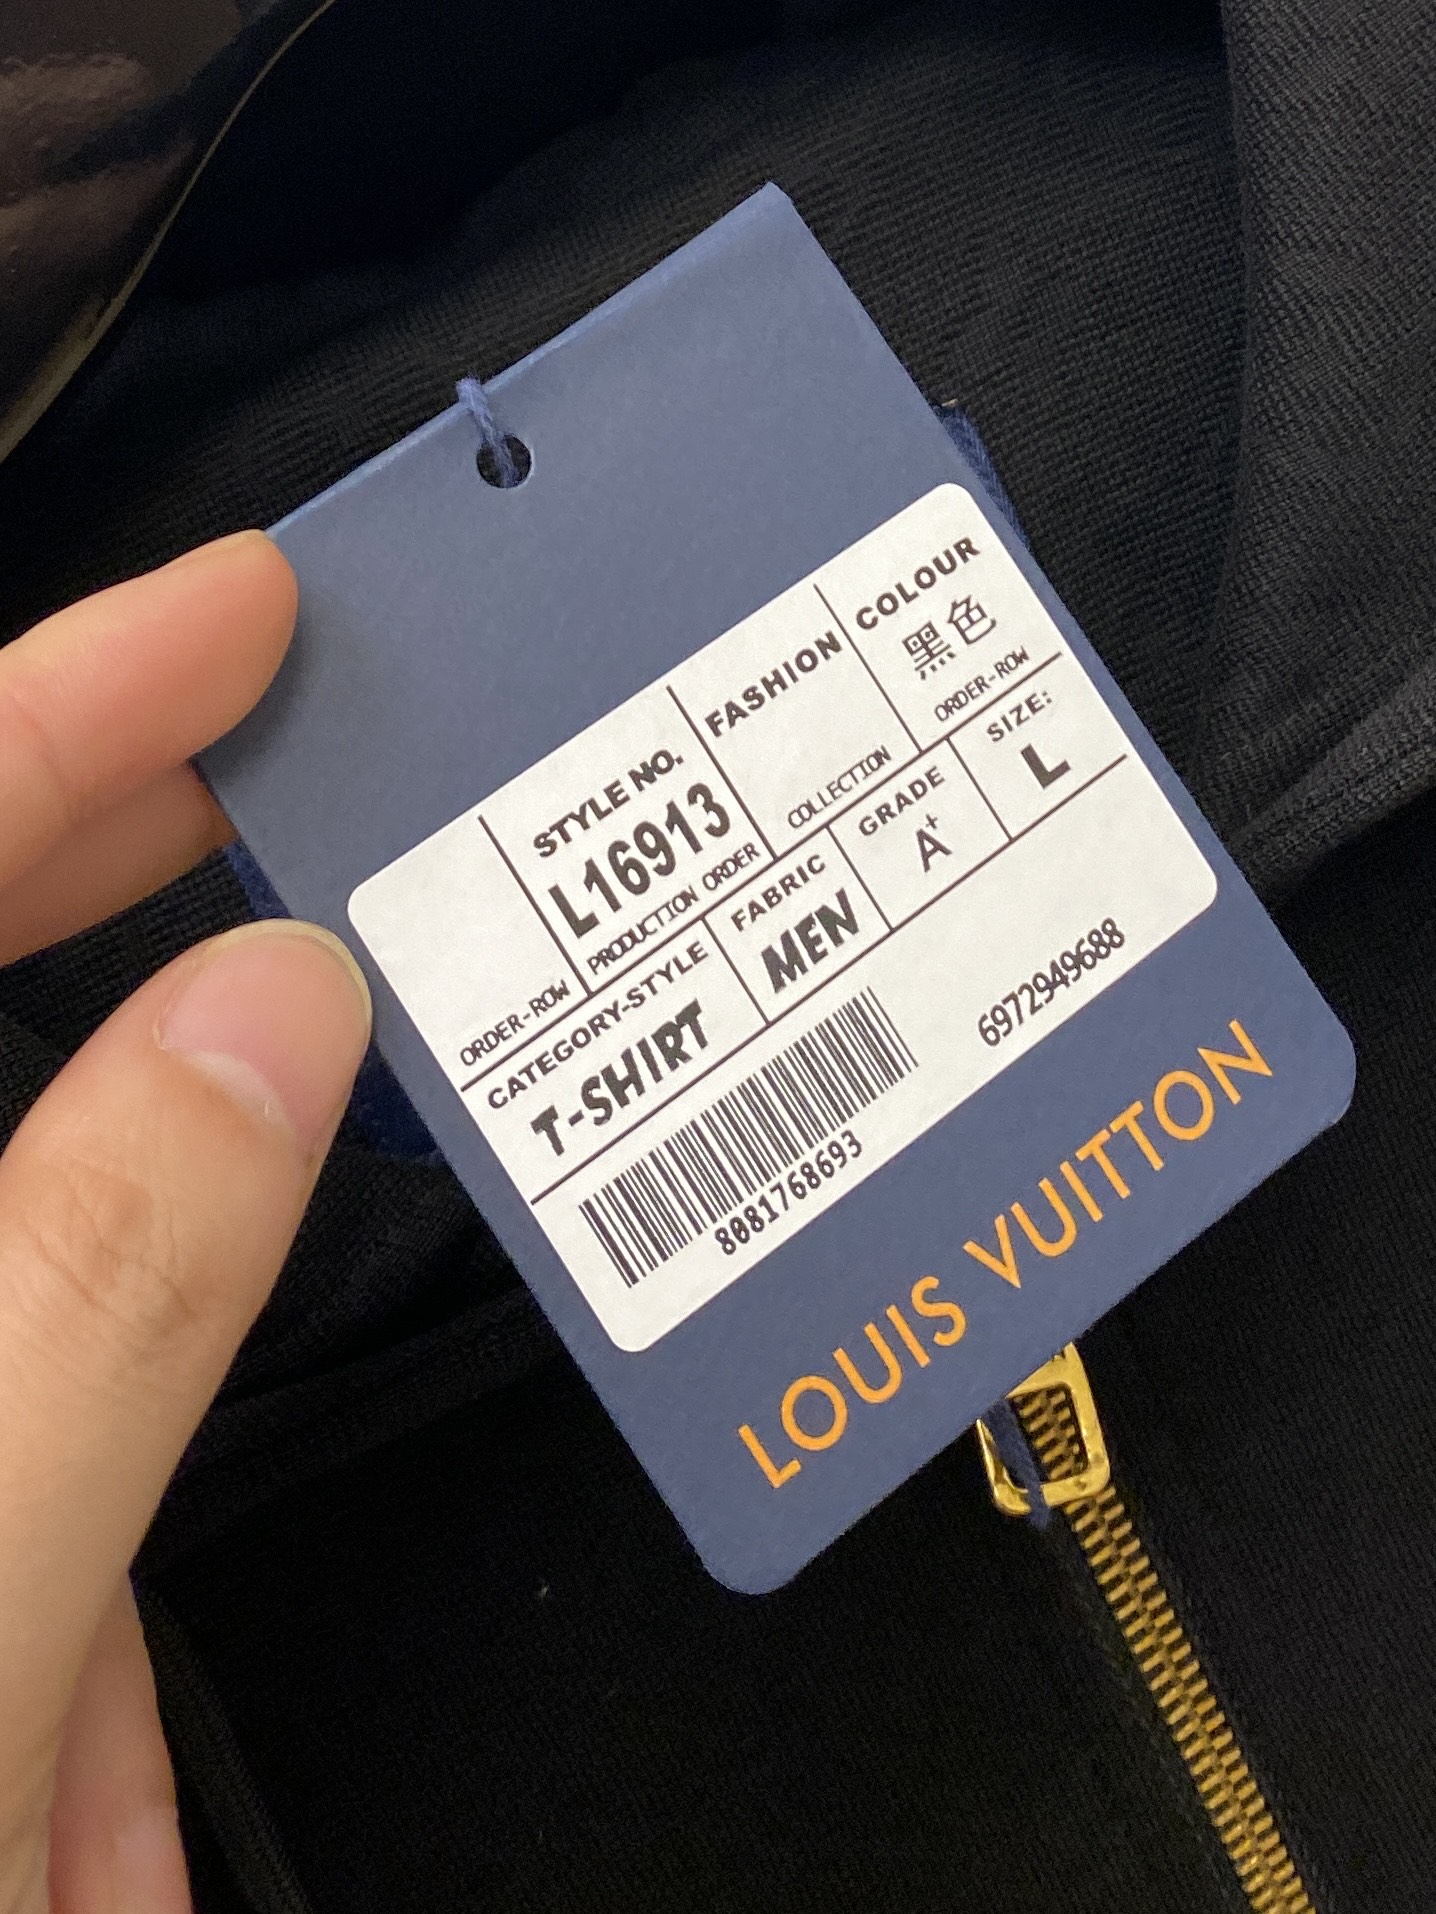 STYLE NO.
L16913
PRODUCTION ORDER
FASHION
COLLECTION
COLOUR
黑色
ORDER-ROW
ORDER-ROW
CATEGORY-STYLE
T-SHIRT
FABRIC
MEN
GRADE
A+
SIZE:
L
8081768693
6972949688
LOUIS VUITTON